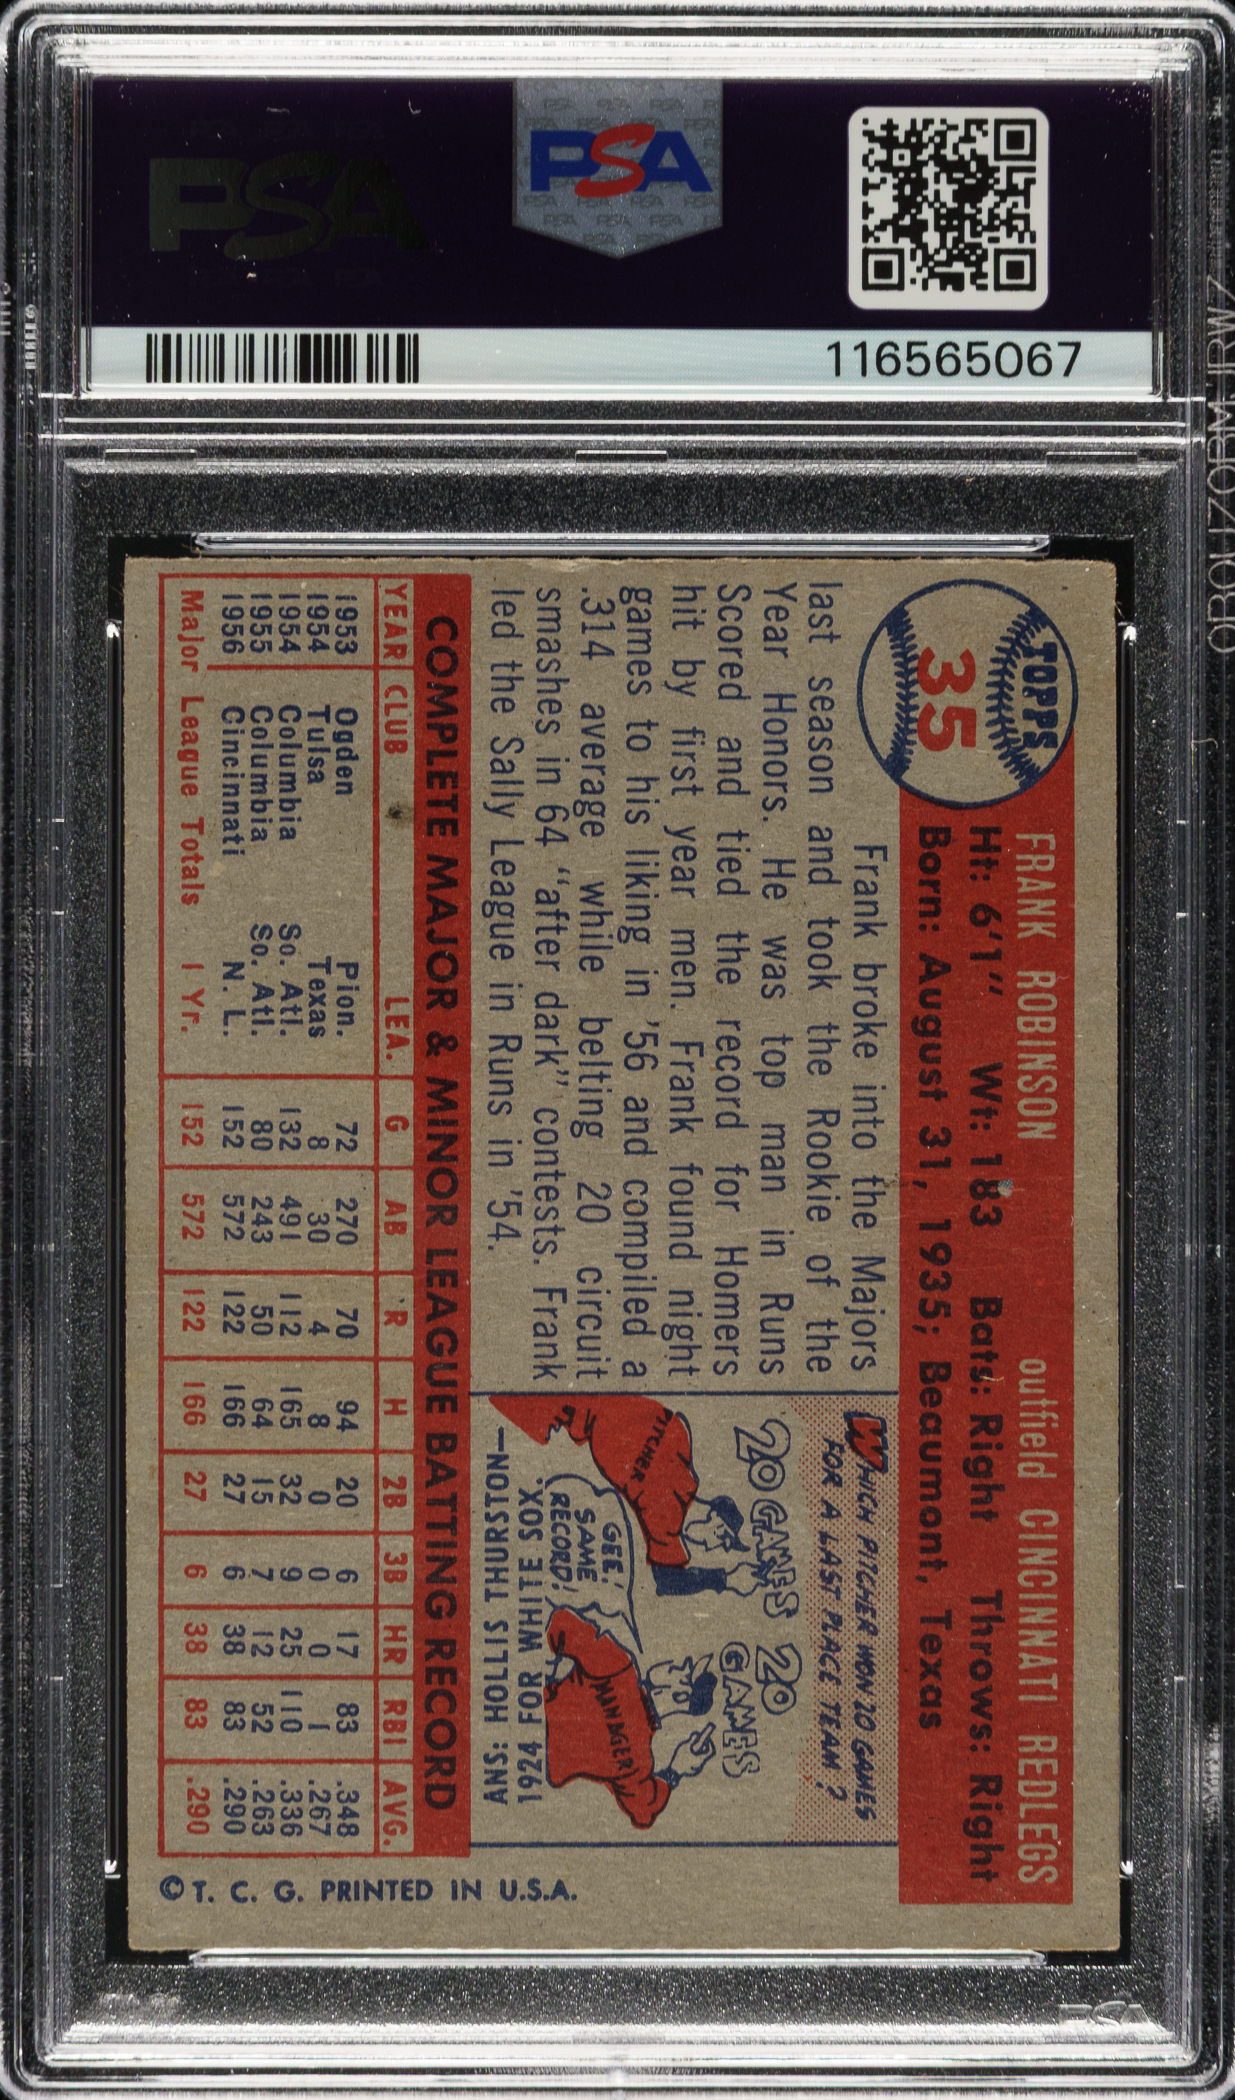 PSA
PSA
116565067
TOPPS
35
FRANK ROBINSON outfield CINCINNATI REDLEGS
Ht: 6'1" Wt: 183 Bats: Right Throws: Right
Born: August 31, 1935; Beaumont, Texas
Frank broke into the Majors
last season and took the Rookie of the
Year Honors. He was top man in Runs
Scored and tied the record for Homers
hit by first year men. Frank found night
games to his liking in '56 and compiled a
.314 average while belting 20 circuit
smashes in 64 "after dark" contests. Frank
led the Sally League in Runs in '54.
WHICH PITCHER WON 20 GAMES
FOR A LAST PLACE TEAM?
20 GAMES
20 GAMES
PITCHER
GEE!
SAME
RECORD!
MANAGER
ANS: HOLLIS THURSTON—
1924 FOR WHITE SOX.
COMPLETE MAJOR & MINOR LEAGUE BATTING RECORD
YEAR CLUB LEA. G AB R H 2B 3B HR RBI AVG.
1953 Ogden Pion. 72 270 70 94 20 6 17 83 .348
1954 Tulsa Texas 8 30 4 8 0 0 0 1 .267
1954 Columbia So. Atl. 132 491 112 165 32 9 25 110 .336
1955 Columbia So. Atl. 80 243 50 64 15 7 12 52 .263
1956 Cincinnati N. L. 152 572 122 166 27 6 38 83 .290
Major League Totals 1 Yr. 152 572 122 166 27 6 38 83 .290
© T. C. G. PRINTED IN U.S.A.
PSA